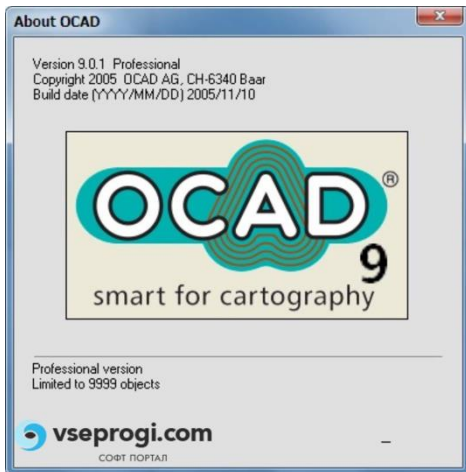 About OCAD
Version 9.0.1 Professional
Copyright 2005 OCAD AG, CH-6340 Baar
Build date (YYYY/MM/DD) 2005/11/10
OCAD®
9
smart for cartography
Professional version
Limited to 9999 objects
vseprogi.com
СОФТ ПОРТАЛ